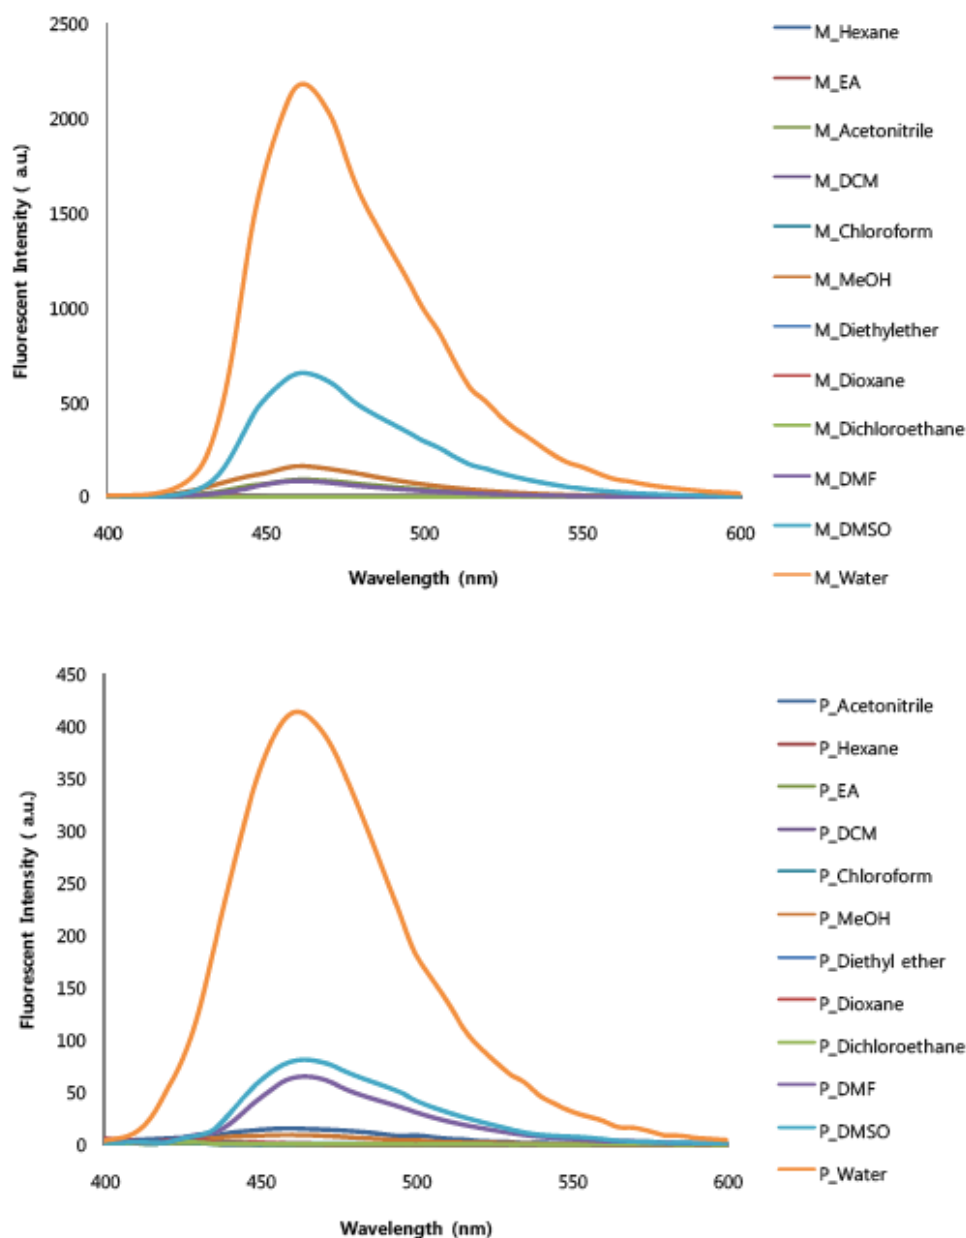 2500
2000
1500
1000
500
0
400 450 500 550 600
Fluorescent Intensity ( a.u.)
Wavelength (nm)
M_Hexane
M_EA
M_Acetonitrile
M_DCM
M_Chloroform
M_MeOH
M_Diethylether
M_Dioxane
M_Dichloroethane
M_DMF
M_DMSO
M_Water
450
400
350
300
250
200
150
100
50
0
400 450 500 550 600
Fluorescent Intensity ( a.u.)
Wavelength (nm)
P_Acetonitrile
P_Hexane
P_EA
P_DCM
P_Chloroform
P_MeOH
P_Diethyl ether
P_Dioxane
P_Dichloroethane
P_DMF
P_DMSO
P_Water